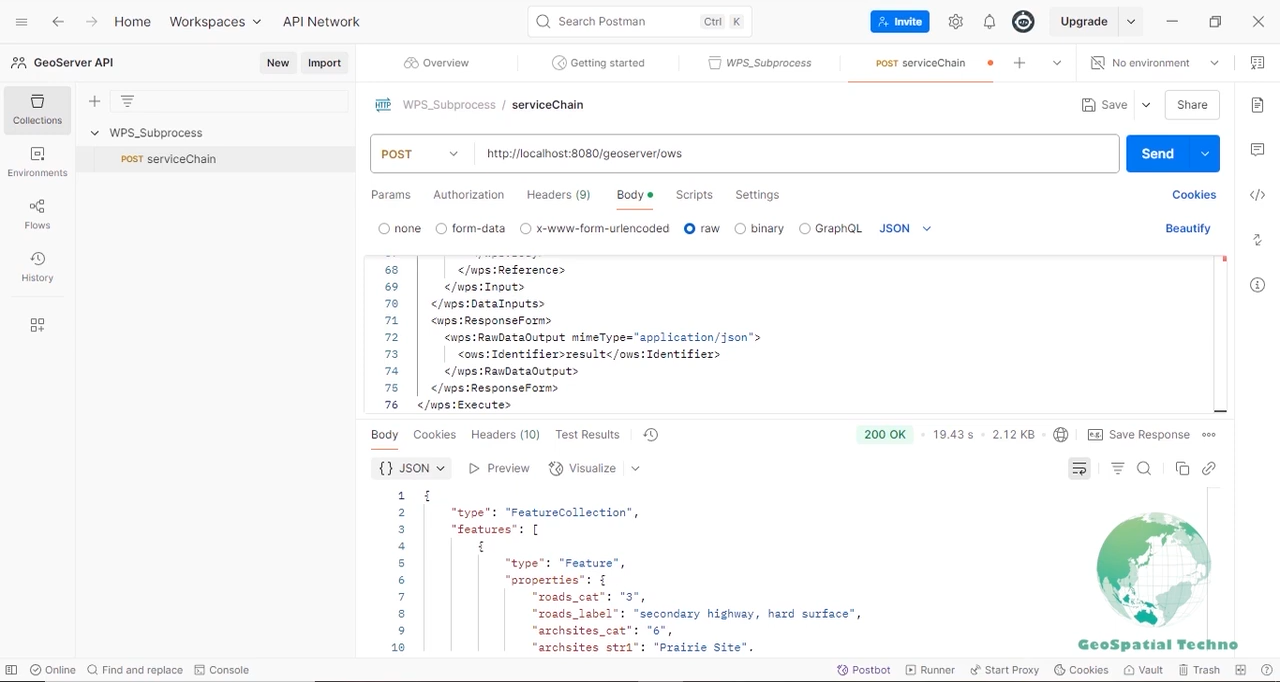 Home Workspaces API Network Search Postman Ctrl K Invite Upgrade
GeoServer API New Import Overview Getting started WPS_Subprocess POST serviceChain No environment
Collections
Environments
Flows
History
WPS_Subprocess
POST serviceChain
HTTP WPS_Subprocess / serviceChain Save Share
POST http://localhost:8080/geoserver/ows Send
Params Authorization Headers (9) Body Scripts Settings Cookies
none form-data x-www-form-urlencoded raw binary GraphQL JSON Beautify
68 </wps:Reference>
69 </wps:Input>
70 </wps:DataInputs>
71 <wps:ResponseForm>
72 <wps:RawDataOutput mimeType="application/json">
73 <ows:Identifier>result</ows:Identifier>
74 </wps:RawDataOutput>
75 </wps:ResponseForm>
76 </wps:Execute>
Body Cookies Headers (10) Test Results 200 OK 19.43 s 2.12 KB Save Response
{} JSON Preview Visualize
1 {
2 "type": "FeatureCollection",
3 "features": [
4 {
5 "type": "Feature",
6 "properties": {
7 "roads_cat": "3",
8 "roads_label": "secondary highway, hard surface",
9 "archsites_cat": "6",
10 "archsites_str1": "Prairie Site",
GeoSpatial Techno
Online Find and replace Console Postbot Runner Start Proxy Cookies Vault Trash